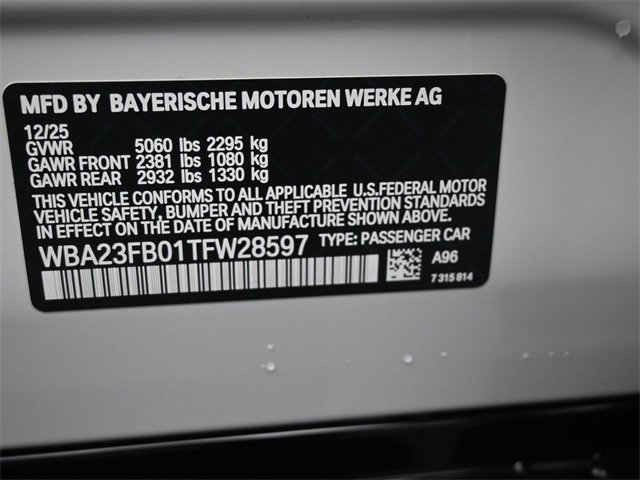 MFD BY BAYERISCHE MOTOREN WERKE AG
12/25
GVWR 5060 lbs 2295 kg
GAWR FRONT 2381 lbs 1080 kg
GAWR REAR 2932 lbs 1330 kg
THIS VEHICLE CONFORMS TO ALL APPLICABLE U.S.FEDERAL MOTOR
VEHICLE SAFETY, BUMPER, AND THEFT PREVENTION STANDARDS
IN EFFECT ON THE DATE OF MANUFACTURE SHOWN ABOVE.
WBA23FB01TFW28597 TYPE: PASSENGER CAR
A96
7 315 814